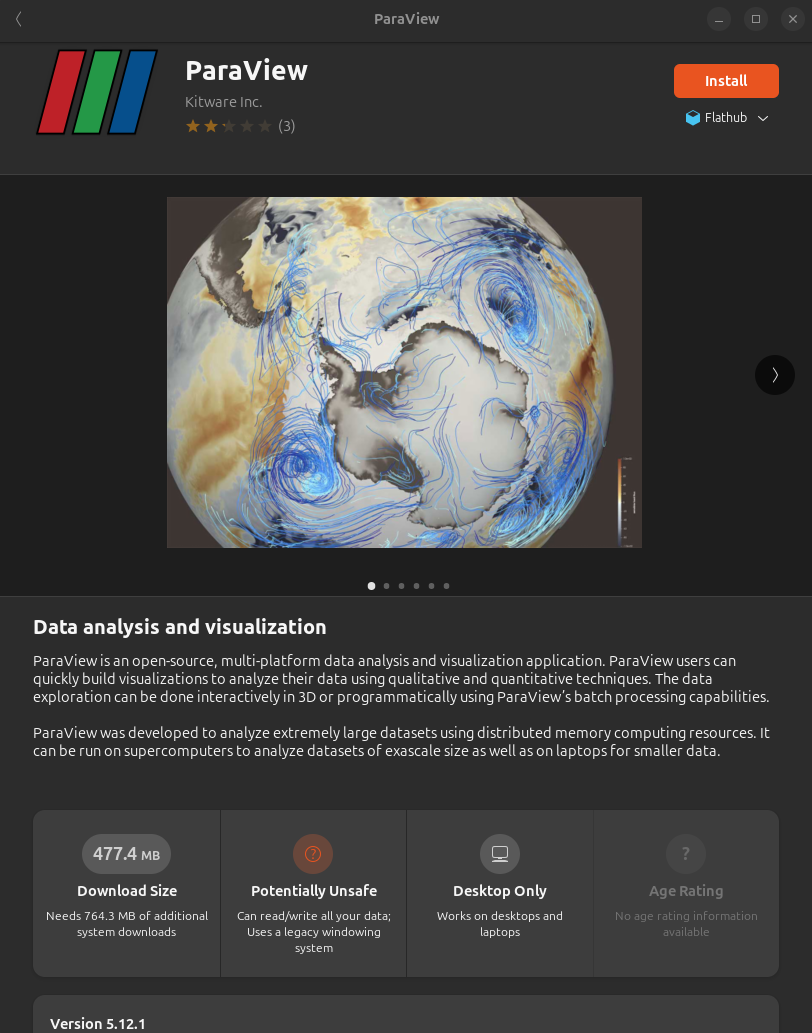 ParaView
ParaView
Kitware Inc.
(3)
Install
Flathub
Data analysis and visualization
ParaView is an open-source, multi-platform data analysis and visualization application. ParaView users can
quickly build visualizations to analyze their data using qualitative and quantitative techniques. The data
exploration can be done interactively in 3D or programmatically using ParaView’s batch processing capabilities.
ParaView was developed to analyze extremely large datasets using distributed memory computing resources. It
can be run on supercomputers to analyze datasets of exascale size as well as on laptops for smaller data.
477.4 MB
Download Size
Needs 764.3 MB of additional
system downloads
Potentially Unsafe
Can read/write all your data;
Uses a legacy windowing
system
Desktop Only
Works on desktops and
laptops
?
Age Rating
No age rating information
available
Version 5.12.1